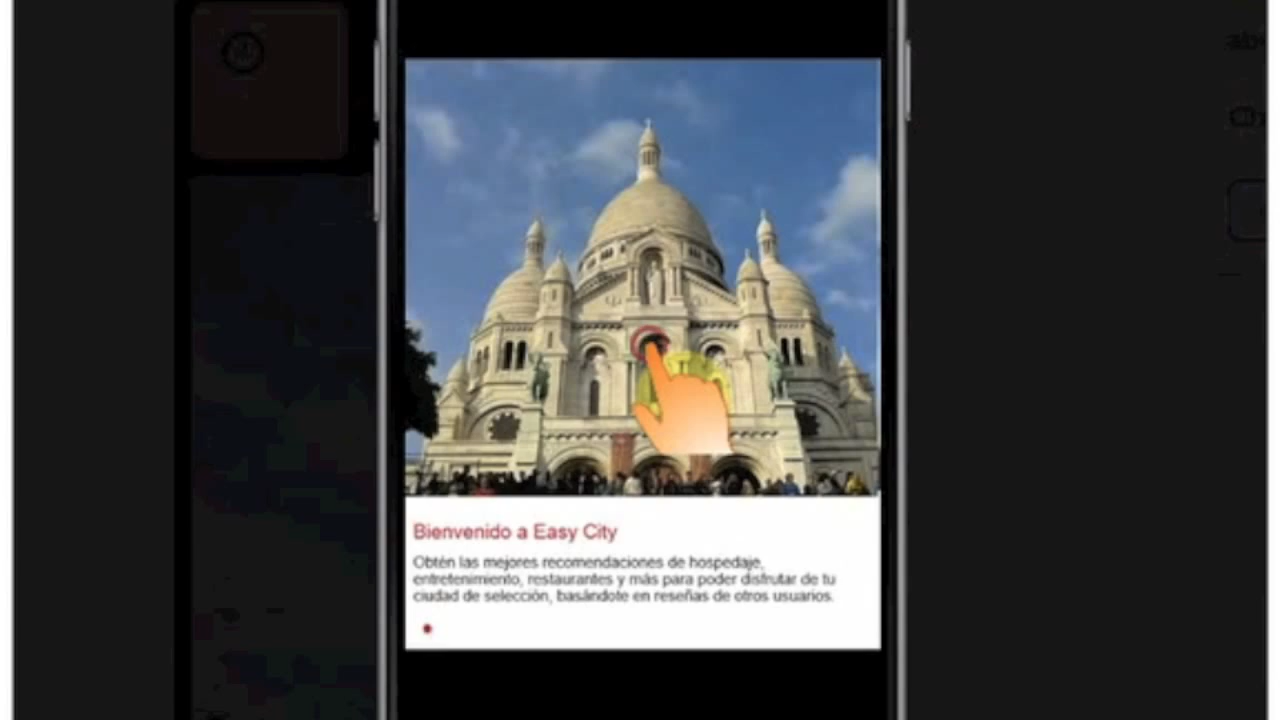 Bienvenido a Easy City
Obtén las mejores recomendaciones de hospedaje,
entretenimiento, restaurantes y más para poder disfrutar de tu
ciudad de selección, basándote en reseñas de otros usuarios.